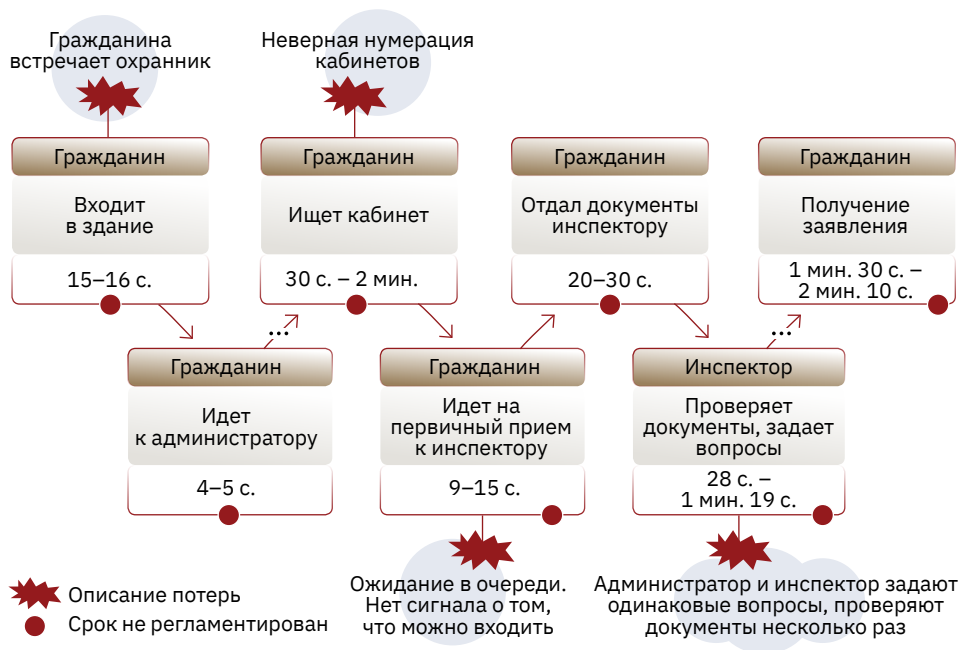 Гражданина
встречает охранник
Неверная нумерация
кабинетов
Гражданин
Входит
в здание
15–16 с.
Гражданин
Идет
к администратору
4–5 с.
...
Гражданин
Ищет кабинет
30 с. – 2 мин.
Гражданин
Идет на
первичный прием
к инспектору
9–15 с.
Гражданин
Отдал документы
инспектору
20–30 с.
Инспектор
Проверяет
документы, задает
вопросы
28 с. –
1 мин. 19 с.
...
Гражданин
Получение
заявления
1 мин. 30 с. –
2 мин. 10 с.
Ожидание в очереди.
Нет сигнала о том,
что можно входить
Администратор и инспектор задают
одинаковые вопросы, проверяют
документы несколько раз
Описание потерь
Срок не регламентирован